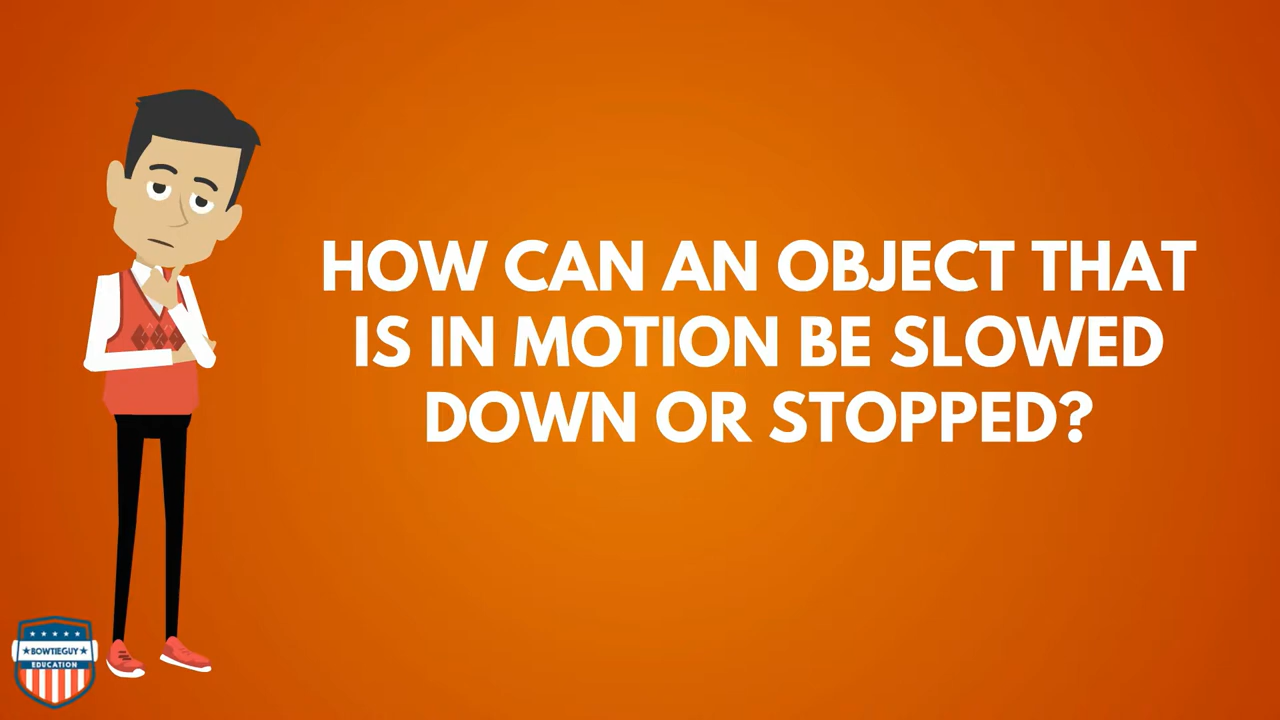 HOW CAN AN OBJECT THAT
IS IN MOTION BE SLOWED
DOWN OR STOPPED?
BOWTIEGUY
EDUCATION